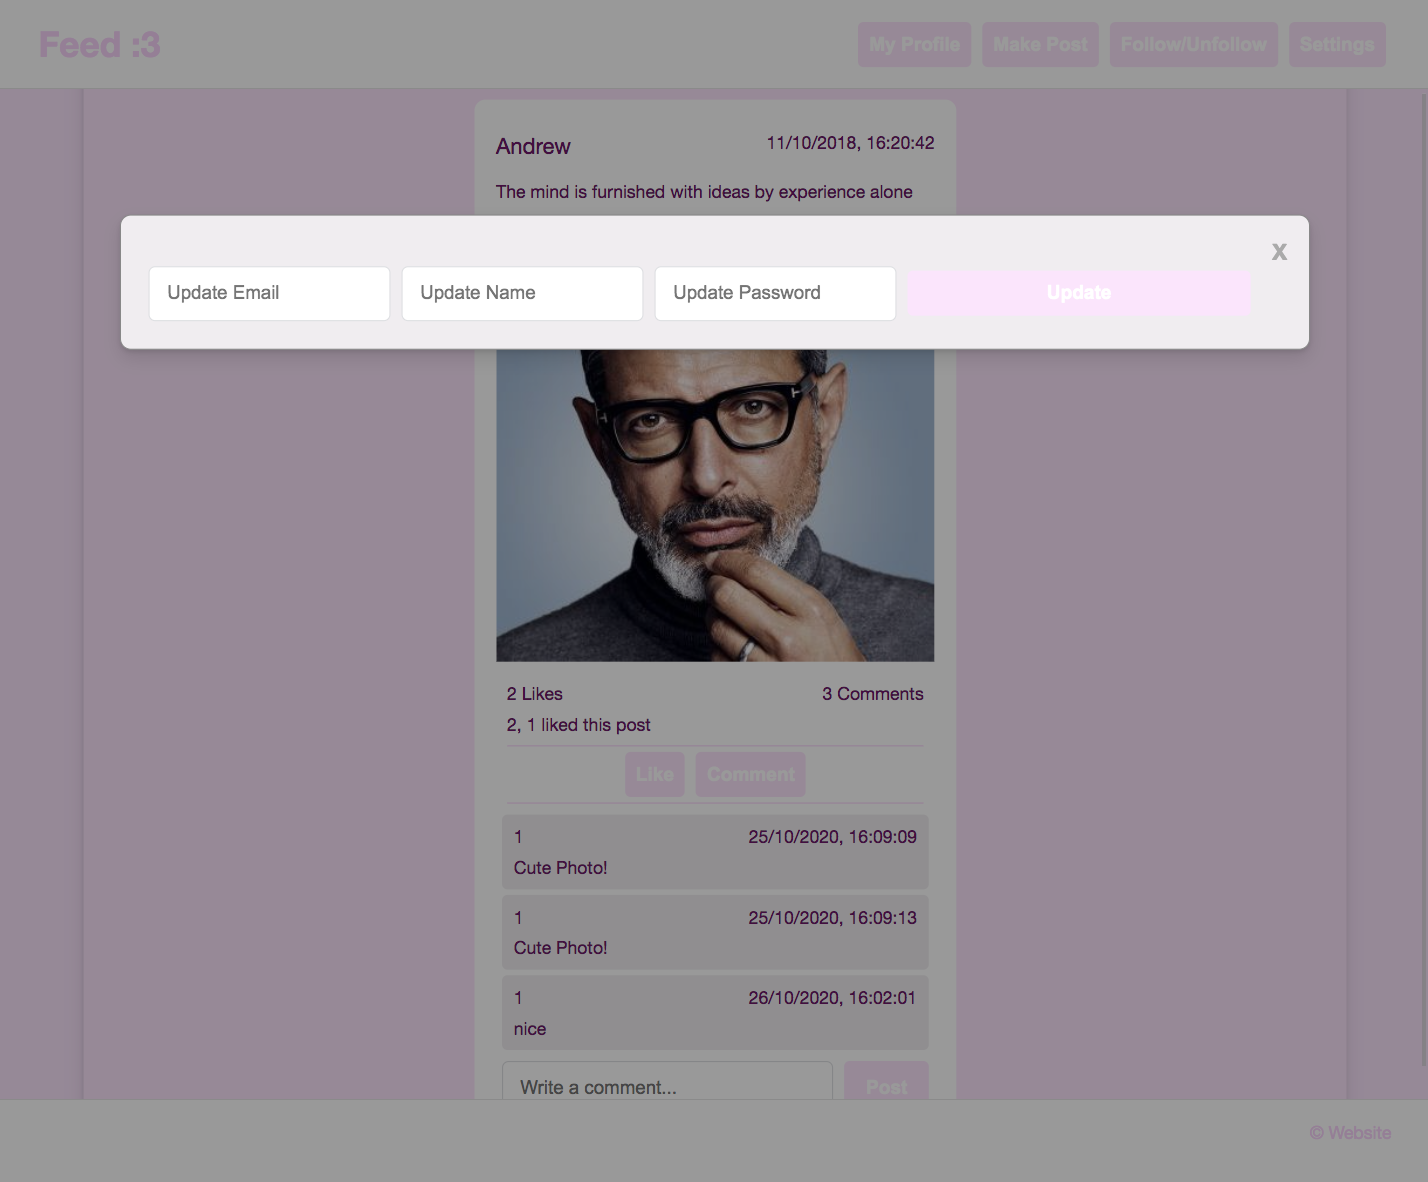 Feed :3
My Profile
Make Post
Follow/Unfollow
Settings
Andrew
11/10/2018, 16:20:42
The mind is furnished with ideas by experience alone
X
Update Email
Update Name
Update Password
Update
2 Likes
3 Comments
2, 1 liked this post
Like
Comment
1
25/10/2020, 16:09:09
Cute Photo!
1
25/10/2020, 16:09:13
Cute Photo!
1
26/10/2020, 16:02:01
nice
Write a comment...
Post
© Website